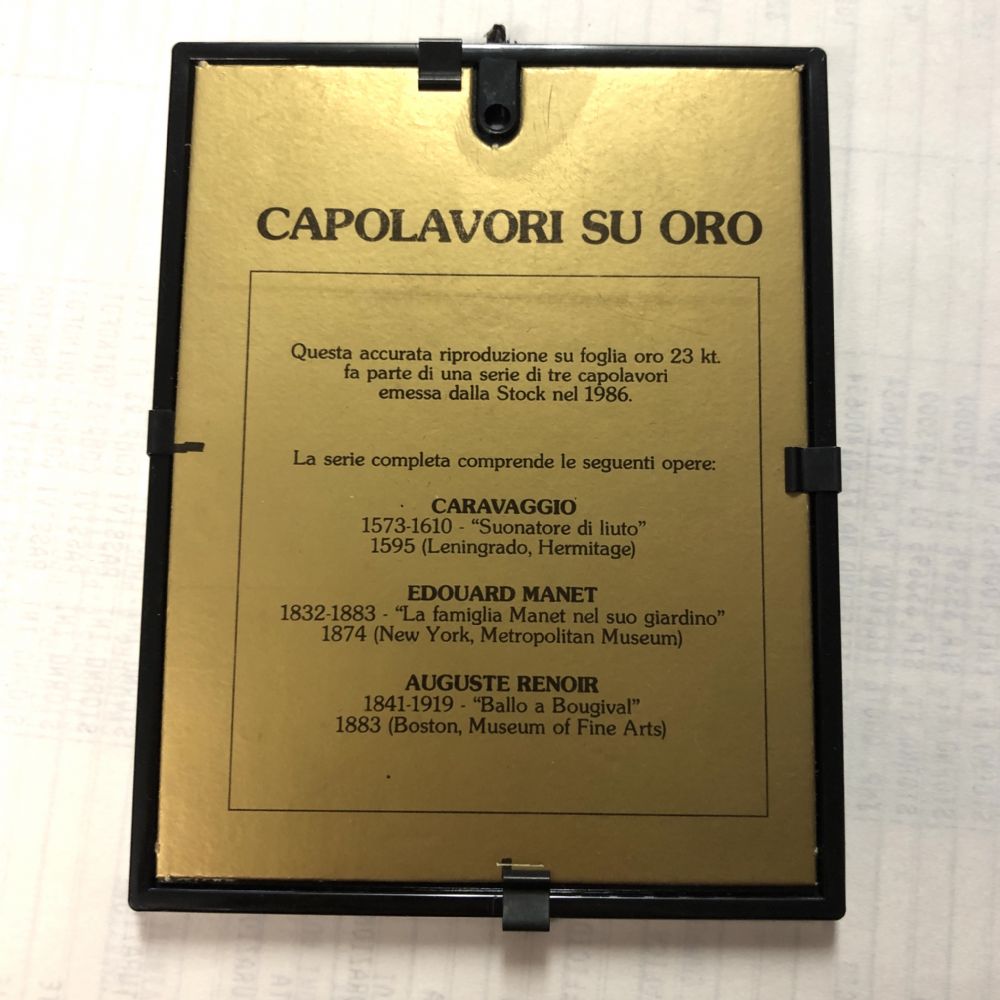 CAPOLAVORI SU ORO
Questa accurata riproduzione su foglia oro 23 kt.
fa parte di una serie di tre capolavori
emessa dalla Stock nel 1986.
La serie completa comprende le seguenti opere:
CARAVAGGIO
1573-1610 - “Suonatore di liuto”
1595 (Leningrado, Hermitage)
EDOUARD MANET
1832-1883 - “La famiglia Manet nel suo giardino”
1874 (New York, Metropolitan Museum)
AUGUSTE RENOIR
1841-1919 - “Ballo a Bougival”
1883 (Boston, Museum of Fine Arts)